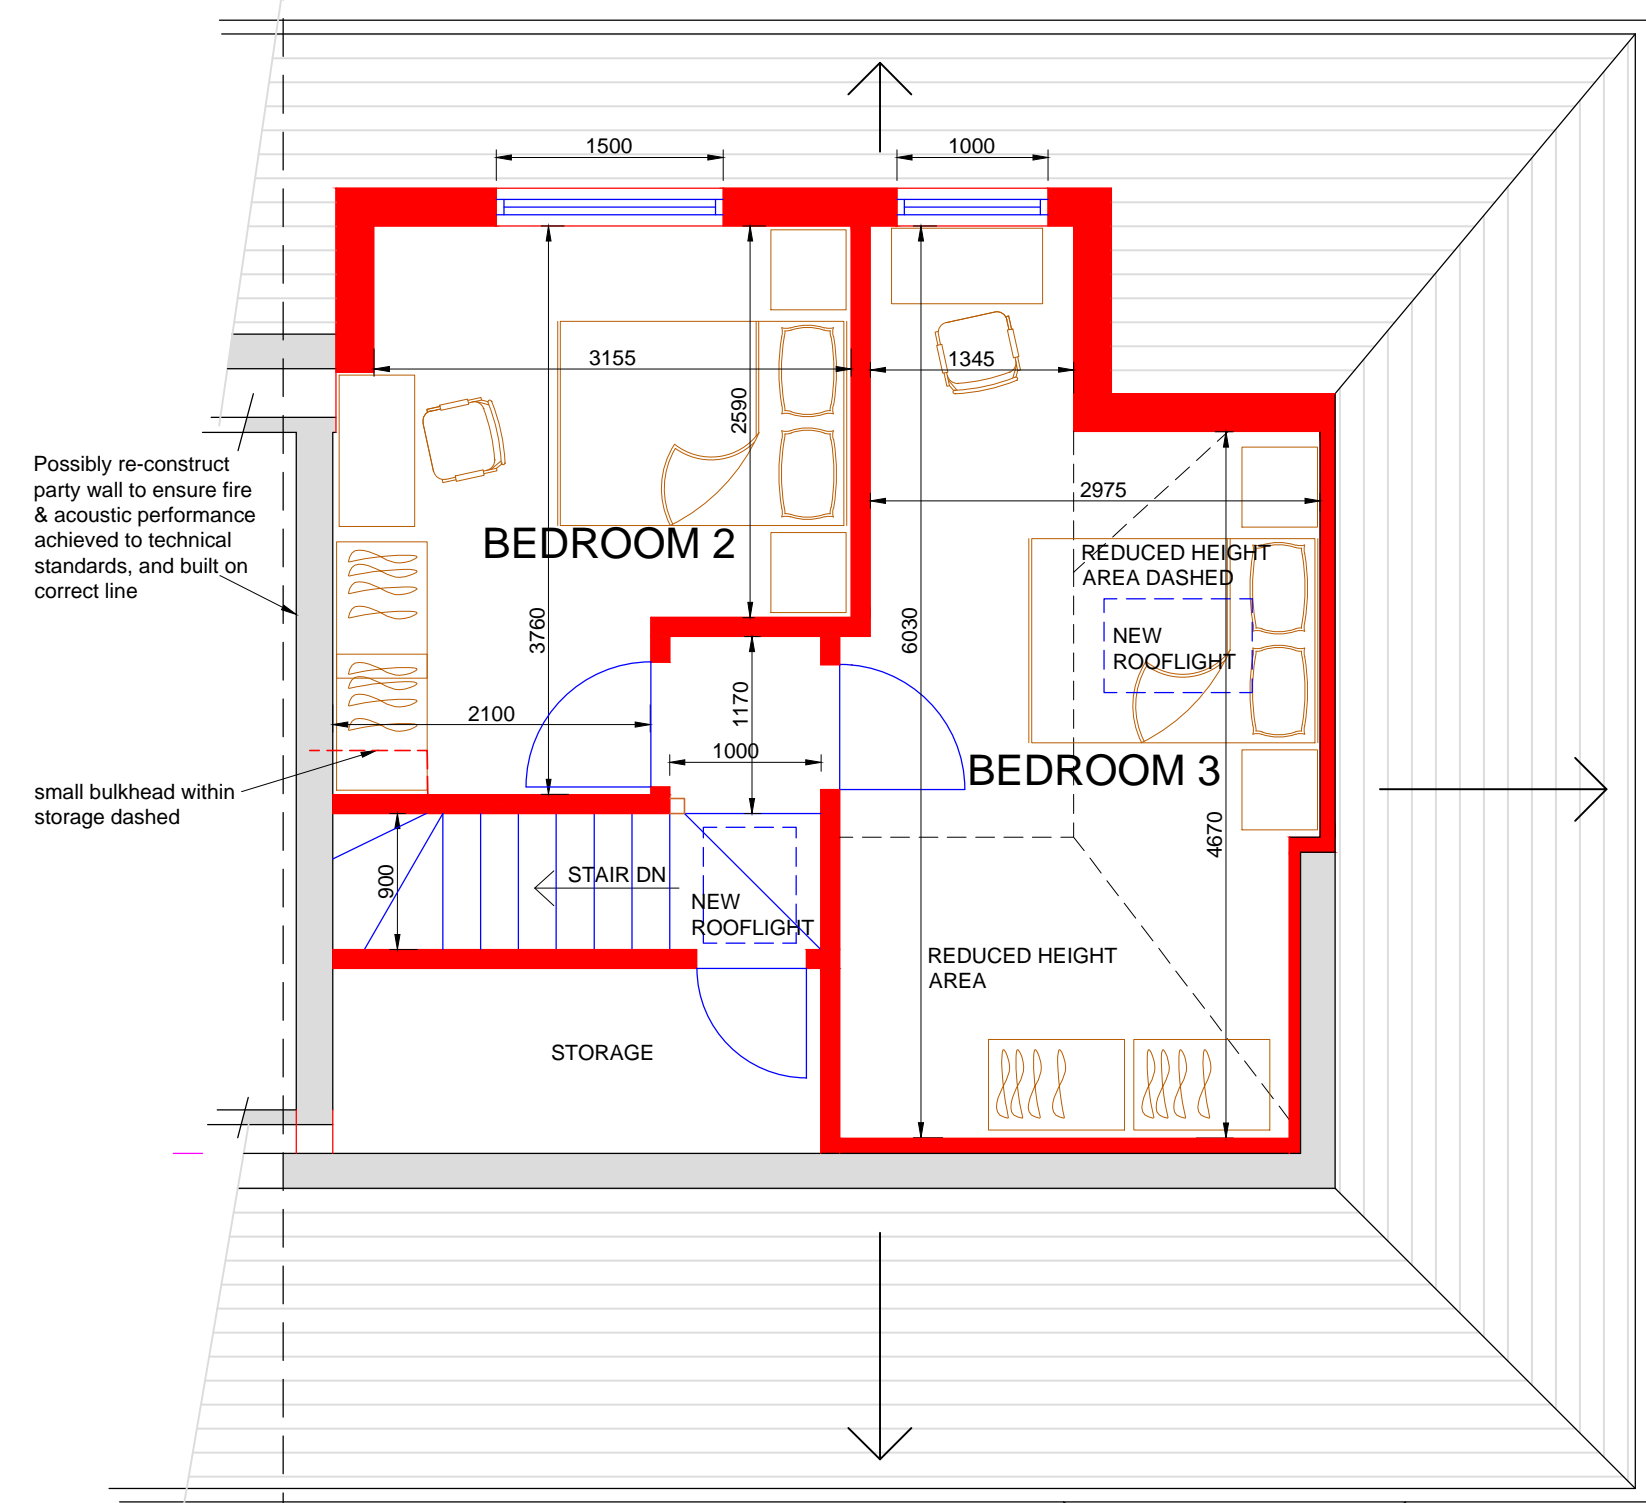 1500
1000
3155
1345
2590
Possibly re-construct
party wall to ensure fire
& acoustic performance
achieved to technical
standards, and built on
correct line
2975
BEDROOM 2
REDUCED HEIGHT
AREA DASHED
3760
6030
NEW
ROOFLIGHT
2100
1170
1000
BEDROOM 3
small bulkhead within
storage dashed
4670
900
STAIR DN
NEW
ROOFLIGHT
REDUCED HEIGHT
AREA
STORAGE